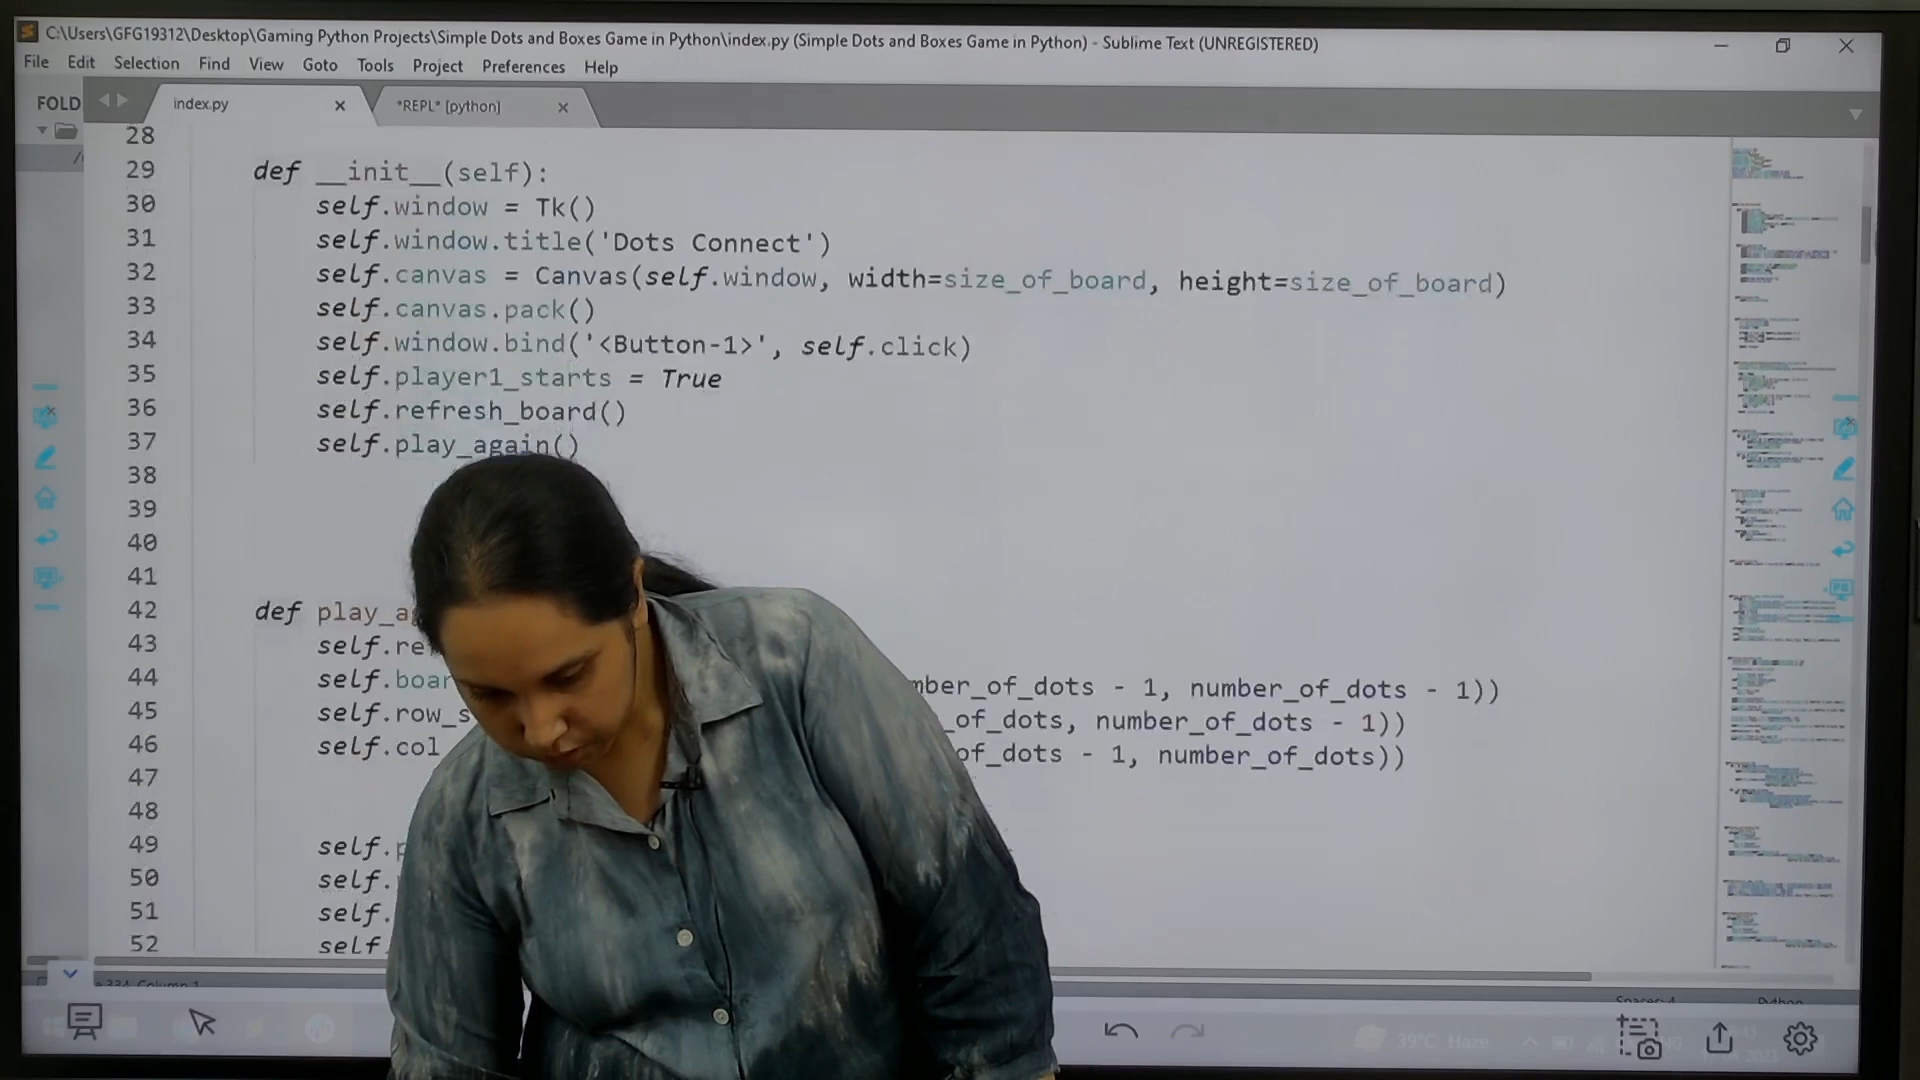 C:\Users\GFG19312\Desktop\Gaming Python Projects\Simple Dots and Boxes Game in Python\index.py (Simple Dots and Boxes Game in Python) - Sublime Text (UNREGISTERED)
File Edit Selection Find View Goto Tools Project Preferences Help
FOLD
index.py
*REPL* [python]
28
29 def __init__(self):
30 self.window = Tk()
31 self.window.title('Dots Connect')
32 self.canvas = Canvas(self.window, width=size_of_board, height=size_of_board)
33 self.canvas.pack()
34 self.window.bind('<Button-1>', self.click)
35 self.player1_starts = True
36 self.refresh_board()
37 self.play_again()
38
39
40
41
42 def play_a
43 self.re
44 self.boar mber_of_dots - 1, number_of_dots - 1))
45 self.row_s _of_dots, number_of_dots - 1))
46 self.col of_dots - 1, number_of_dots))
47
48
49 self.p
50 self.
51 self.
52 self
39°C Haze